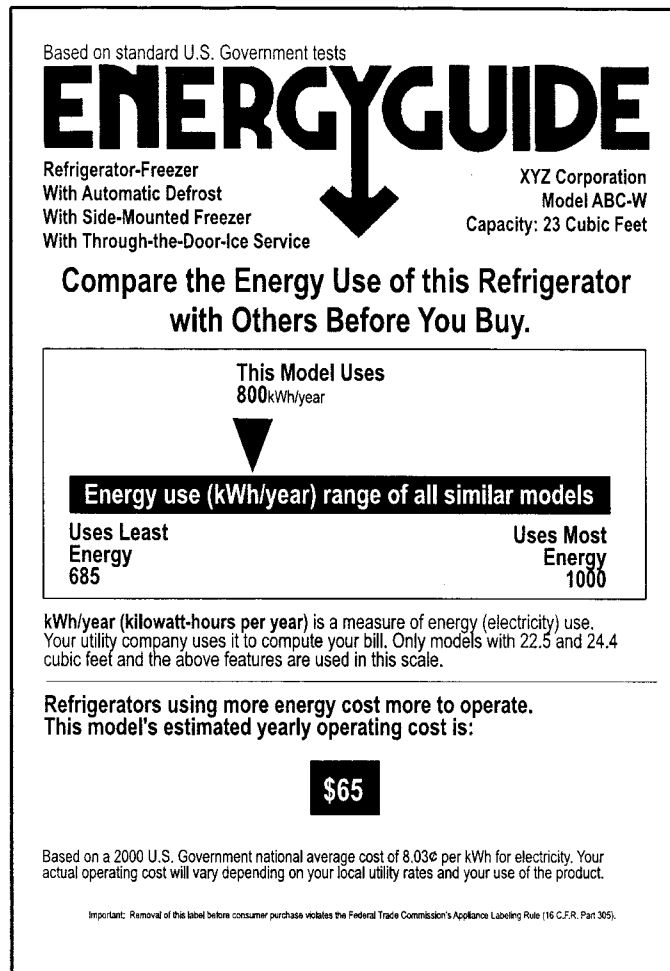 Based on standard U.S. Government tests
ENERGYGUIDE
Refrigerator-Freezer
With Automatic Defrost
With Side-Mounted Freezer
With Through-the-Door-Ice Service
XYZ Corporation
Model ABC-W
Capacity: 23 Cubic Feet
Compare the Energy Use of this Refrigerator
with Others Before You Buy.
This Model Uses
800kWh/year
Energy use (kWh/year) range of all similar models
Uses Least
Energy
685
Uses Most
Energy
1000
kWh/year (kilowatt-hours per year) is a measure of energy (electricity) use.
Your utility company uses it to compute your bill. Only models with 22.5 and 24.4
cubic feet and the above features are used in this scale.
Refrigerators using more energy cost more to operate.
This model's estimated yearly operating cost is:
$65
Based on a 2000 U.S. Government national average cost of 8.03¢ per kWh for electricity. Your
actual operating cost will vary depending on your local utility rates and your use of the product.
Important: Removal of this label before consumer purchase violates the Federal Trade Commission's Appliance Labeling Rule (16 C.F.R. Part 305).